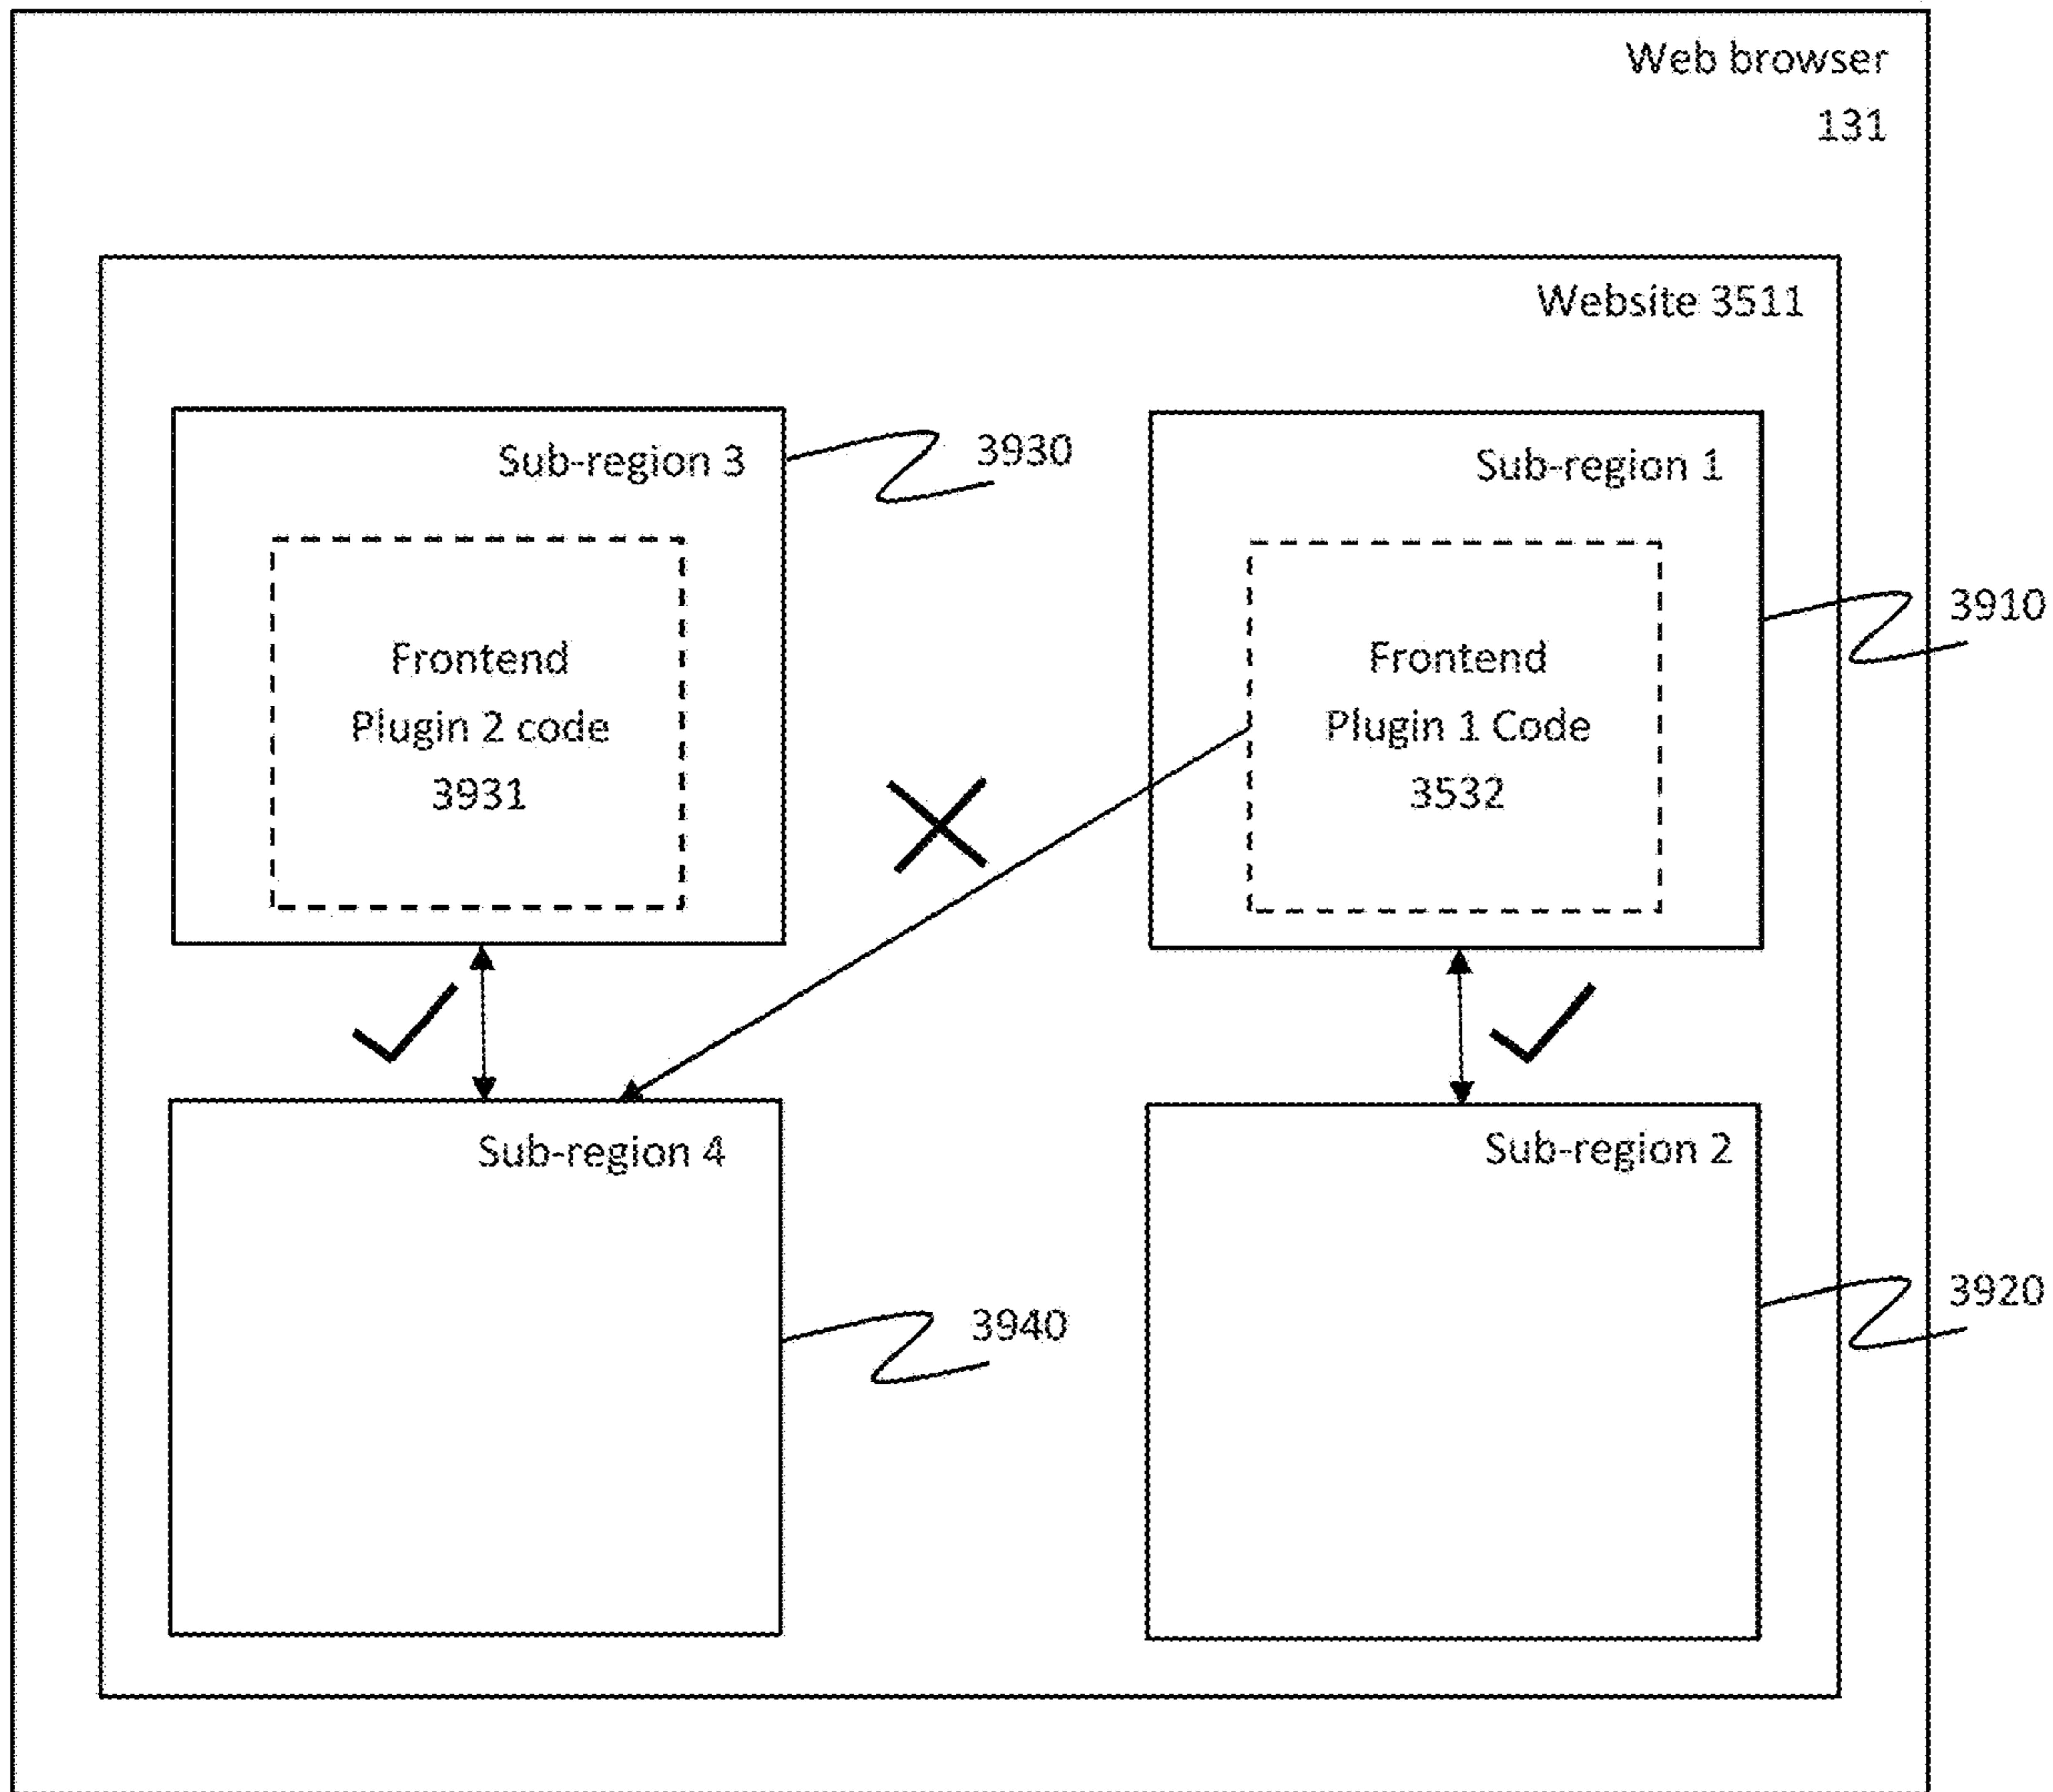 Web browser
131
Website 3511
Sub-region 3
3930
Sub-region 1
3910
Frontend
Plugin 2 code
3931
Frontend
Plugin 1 Code
3532
Sub-region 4
3940
Sub-region 2
3920